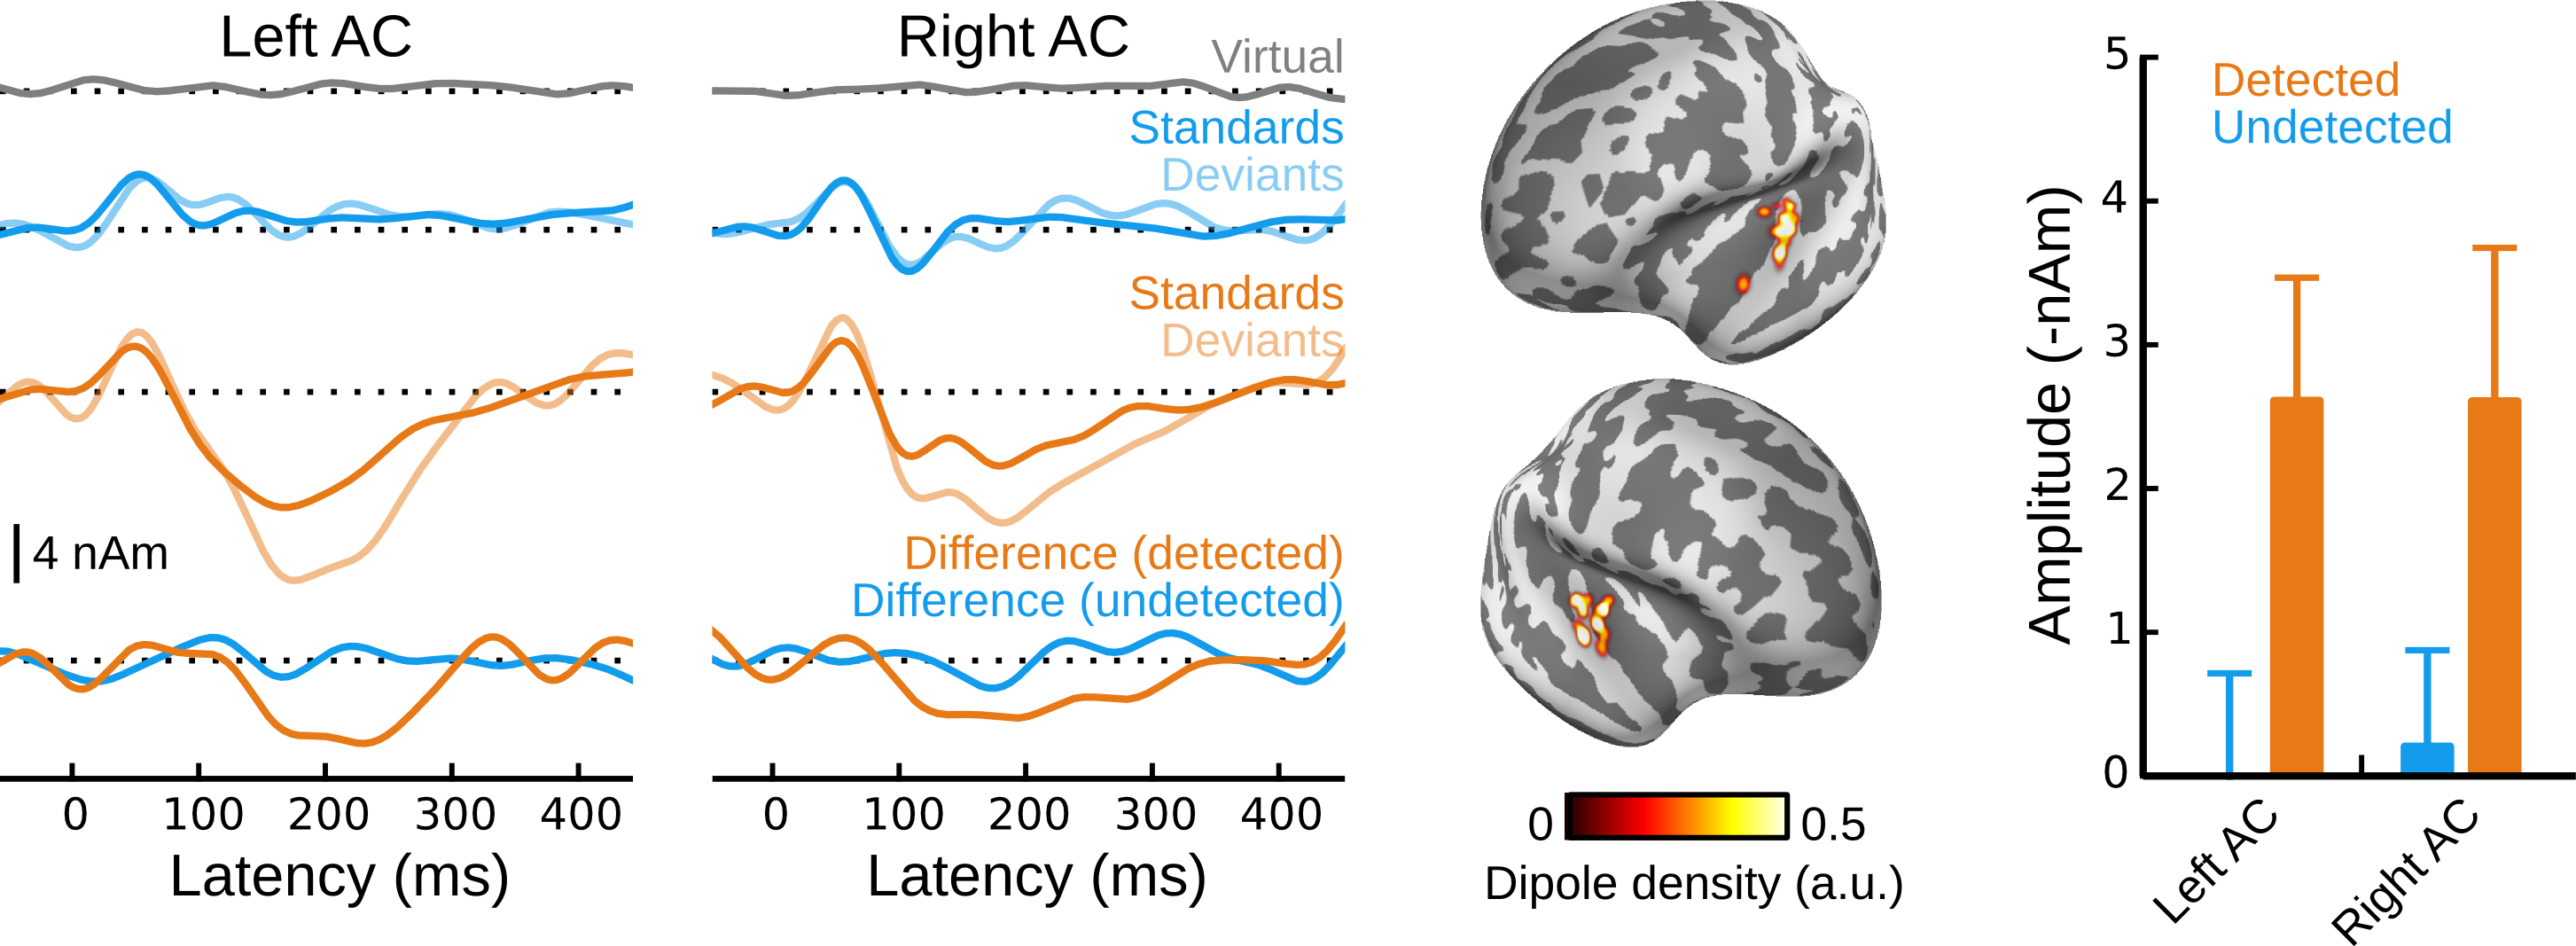 Left AC
Right AC
Virtual
Standards
Deviants
Standards
Deviants
4 nAm
Difference (detected)
Difference (undetected)
0 100 200 300 400
Latency (ms)
0 100 200 300 400
Latency (ms)
0 0.5
Dipole density (a.u.)
Detected
Undetected
Amplitude (-nAm)
5
4
3
2
1
0
Left AC
Right AC